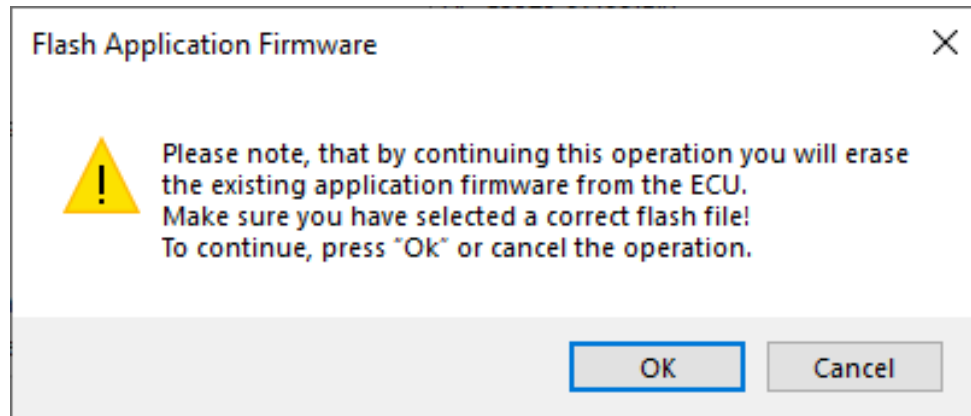 Flash Application Firmware
Please note, that by continuing this operation you will erase
the existing application firmware from the ECU.
Make sure you have selected a correct flash file!
To continue, press "Ok" or cancel the operation.
OK
Cancel